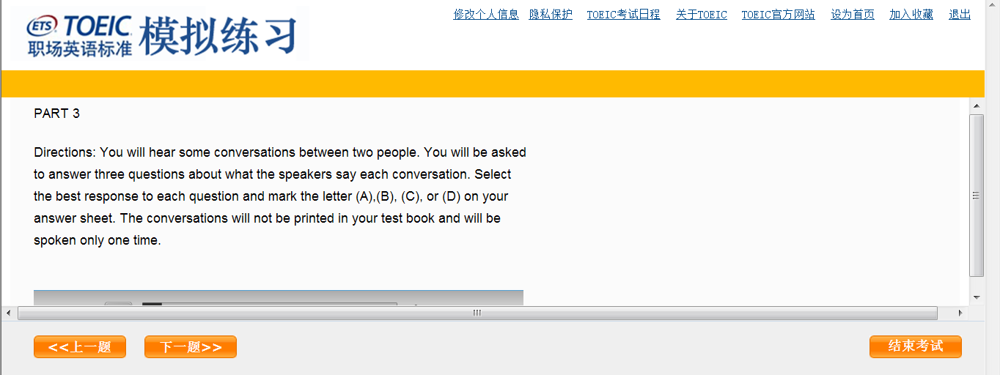 ETS TOEIC 模拟练习
职场英语标准
修改个人信息 隐私保护 TOEIC考试日程 关于TOEIC TOEIC官方网站 设为首页 加入收藏 退出
PART 3
Directions: You will hear some conversations between two people. You will be asked
to answer three questions about what the speakers say each conversation. Select
the best response to each question and mark the letter (A),(B), (C), or (D) on your
answer sheet. The conversations will not be printed in your test book and will be
spoken only one time.
<<上一题 下一题>> 结束考试